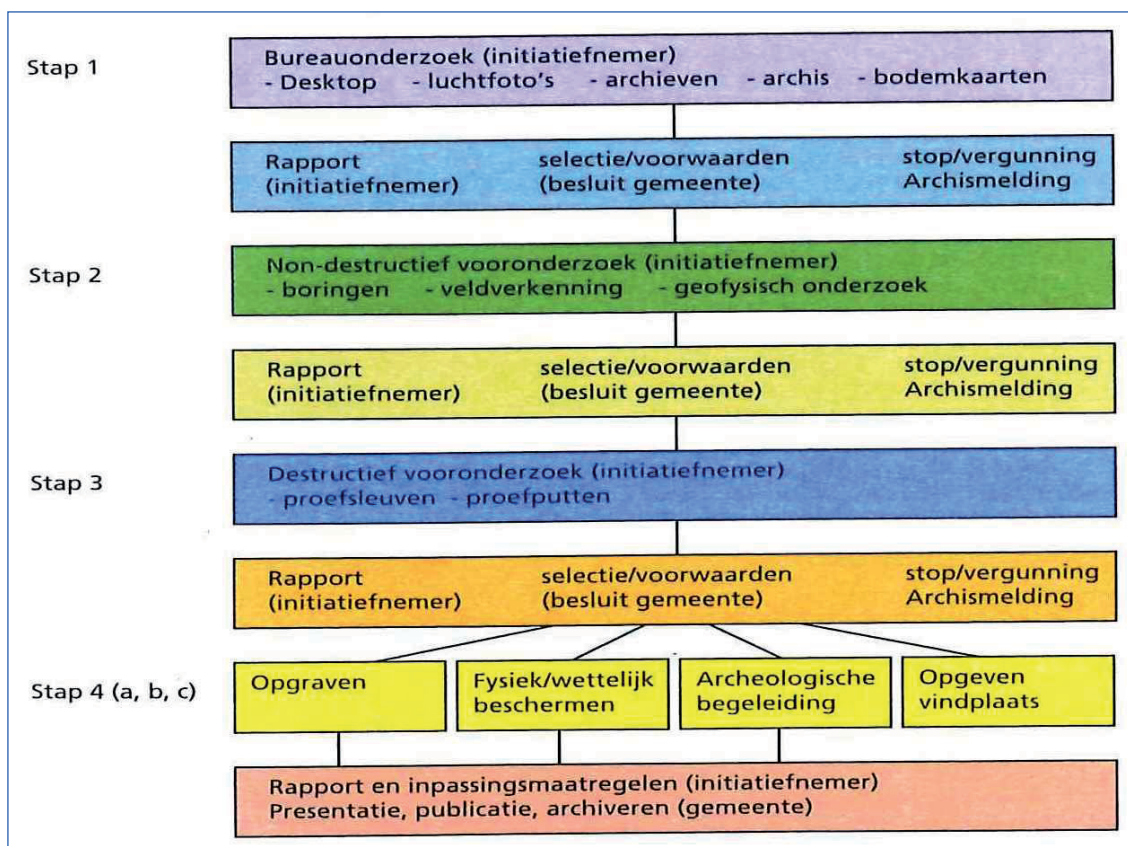 Stap 1
Bureauonderzoek (initiatiefnemer)
- Desktop - luchtfoto's - archieven - archis - bodemkaarten
Rapport selectie/voorwaarden stop/vergunning
(initiatiefnemer) (besluit gemeente) Archismelding
Stap 2
Non-destructief vooronderzoek (initiatiefnemer)
- boringen - veldverkenning - geofysisch onderzoek
Rapport selectie/voorwaarden stop/vergunning
(initiatiefnemer) (besluit gemeente) Archismelding
Stap 3
Destructief vooronderzoek (initiatiefnemer)
- proefsleuven - proefputten
Rapport selectie/voorwaarden stop/vergunning
(initiatiefnemer) (besluit gemeente) Archismelding
Stap 4 (a, b, c)
Opgraven
Fysiek/wettelijk
beschermen
Archeologische
begeleiding
Opgeven
vindplaats
Rapport en inpassingsmaatregelen (initiatiefnemer)
Presentatie, publicatie, archiveren (gemeente)